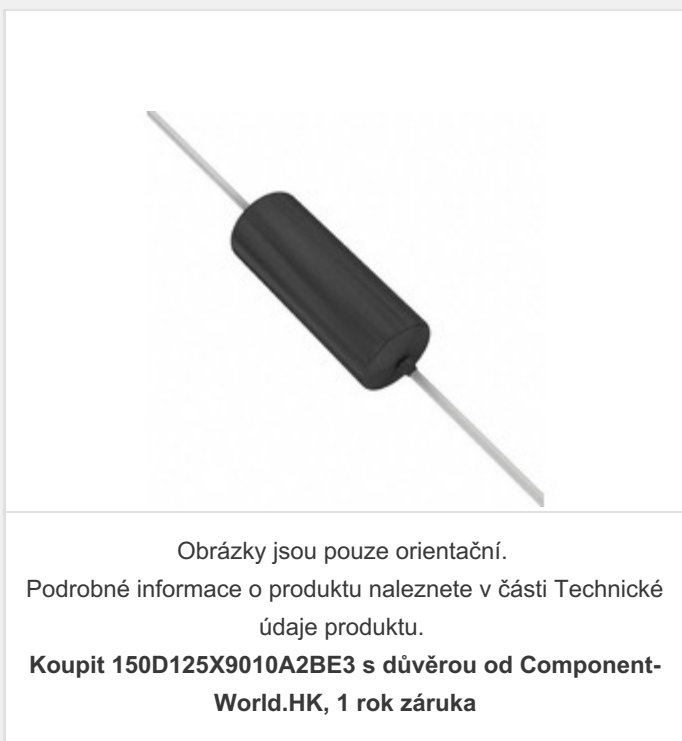 Obrázky jsou pouze orientační.
Podrobné informace o produktu naleznete v části Technické
údaje produktu.
Koupit 150D125X9010A2BE3 s důvěrou od Component-
World.HK, 1 rok záruka